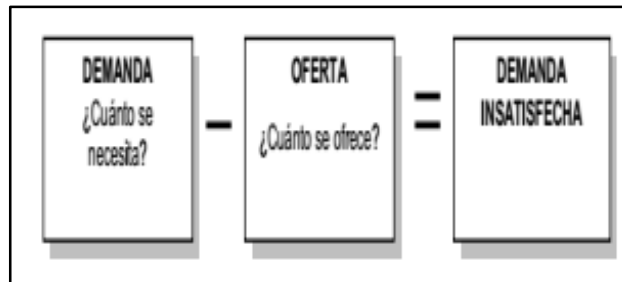 DEMANDA
¿Cuánto se
necesita?
–
OFERTA
¿Cuánto se ofrece?
=
DEMANDA
INSATISFECHA